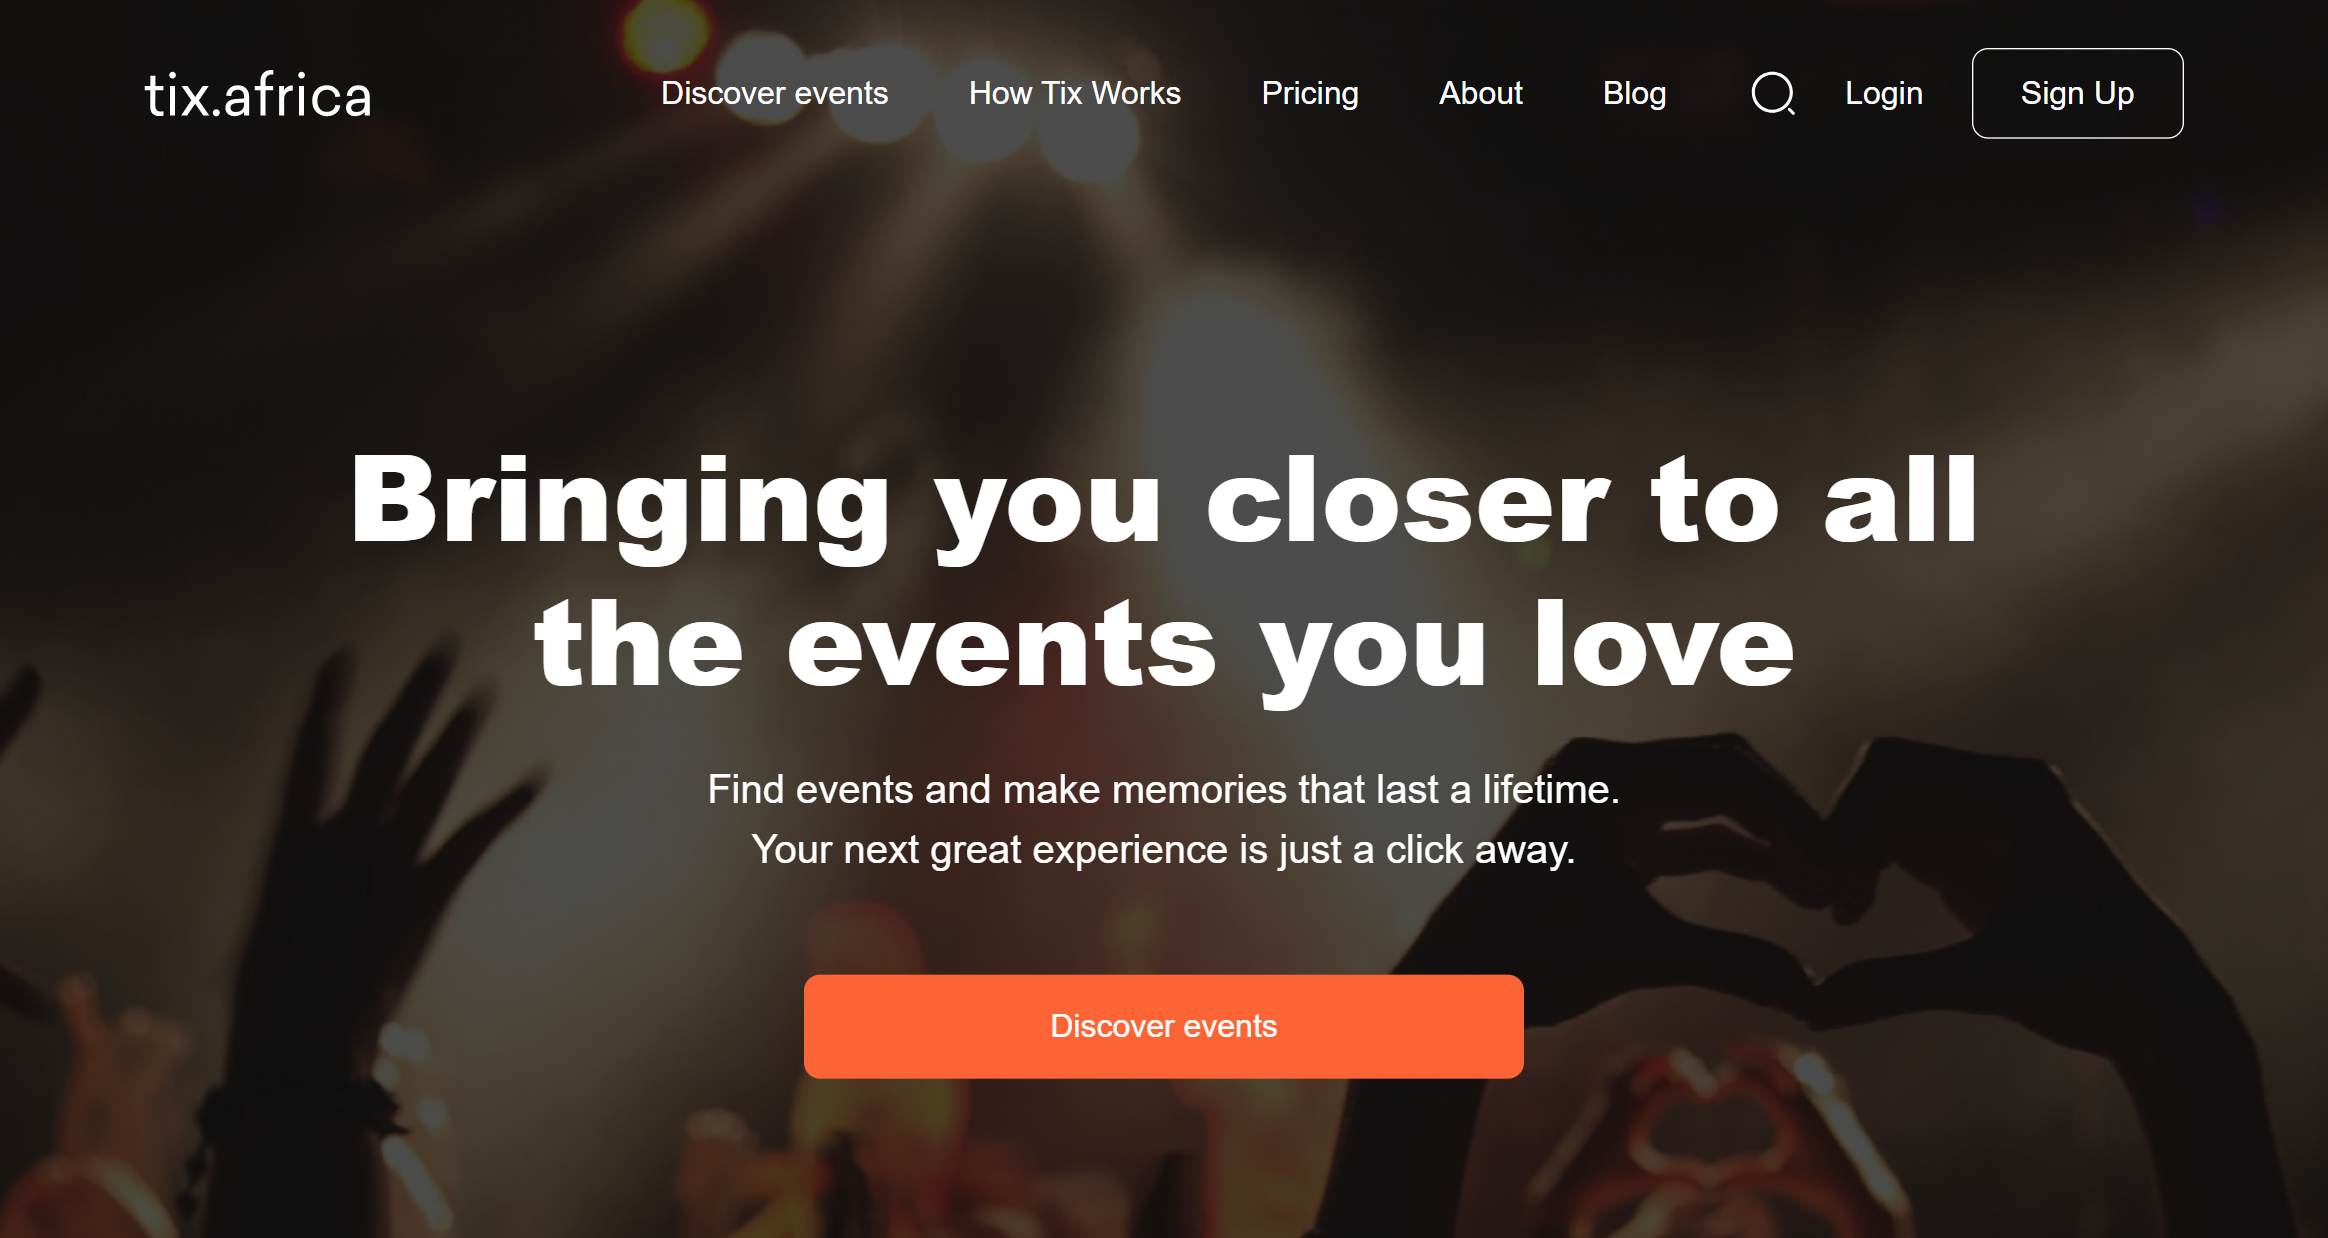 tix.africa
Discover events
How Tix Works
Pricing
About
Blog
Login
Sign Up
Bringing you closer to all
the events you love
Find events and make memories that last a lifetime.
Your next great experience is just a click away.
Discover events